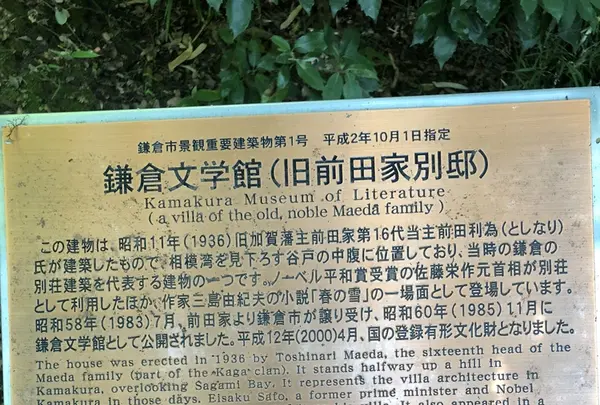 鎌倉市景観重要建築物第1号　平成2年10月1日指定
鎌倉文学館(旧前田家別邸)
Kamakura Museum of Literature
(a villa of the old, noble Maeda family)
この建物は、昭和11年(1936)旧加賀藩主前田家第16代当主前田利為(としなり)
氏が建築したもので、相模湾を見下ろす谷戸の中腹に位置しており、当時の鎌倉の
別荘建築を代表する建物の一つです。ノーベル平和賞受賞の佐藤栄作元首相が別荘
として利用したほか、作家三島由紀夫の小説「春の雪」の一場面として登場しています。
昭和58年(1983)7月、前田家より鎌倉市が譲り受け、昭和60年(1985)11月に
鎌倉文学館として公開されました。平成12年(2000)4月、国の登録有形文化財となりました。
The house was erected in 1936 by Toshinari Maeda, the sixteenth head of the
Maeda family (part of the Kaga clan). It stands halfway up a hill in
Kamakura, overlooking Sagami Bay. It represents the villa architecture in
Kamakura in those days. Eisaku Sato, a former prime minister and Nobel
villa. It also appeared in a